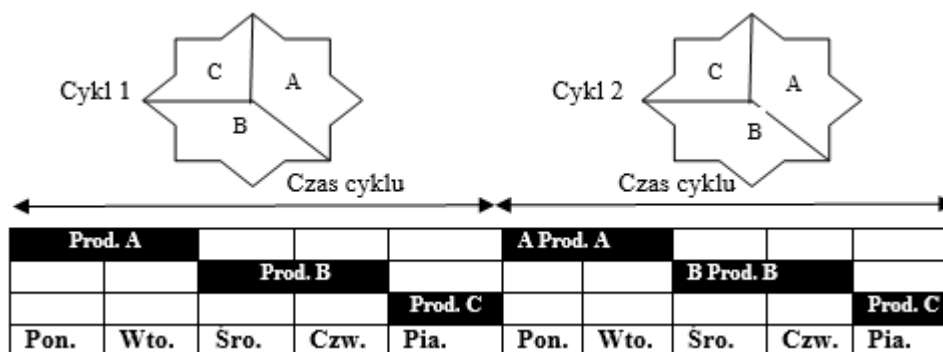 C A
Cykl 1
B
C A
Cykl 2
B
Czas cyklu
Czas cyklu
Prod. A A Prod. A
Prod. B B Prod. B
Prod. C Prod. C
Pon. Wto. Śro. Czw. Pia. Pon. Wto. Śro. Czw. Pia.